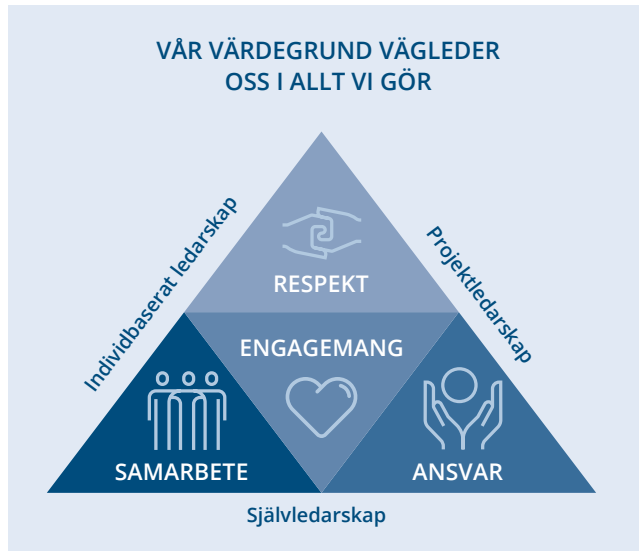 VÅR VÄRDEGRUND VÄGLEDER
OSS I ALLT VI GÖR
Individbaserat ledarskap
Projektledarskap
RESPEKT
ENGAGEMANG
SAMARBETE
ANSVAR
Självledarskap